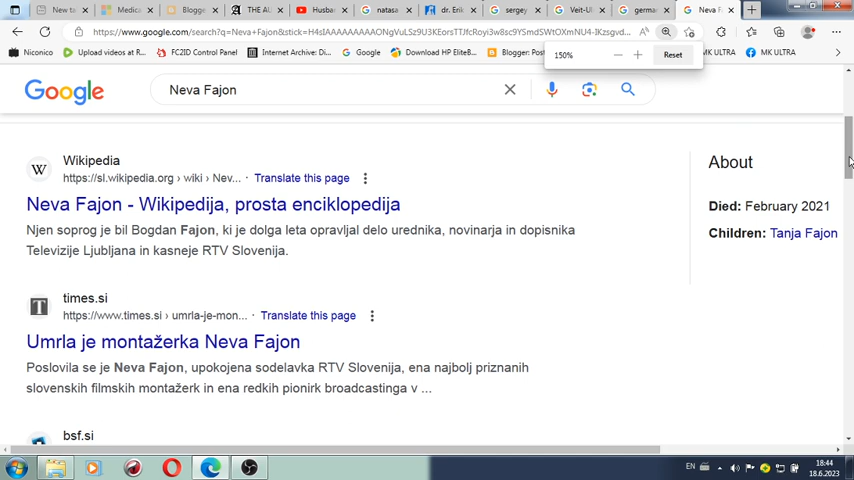 New ta
Medica
Blogge
THE AU
Husba
natasa
dr. Erik
sergey
Veit-Ul
germa
Neva F
https://www.google.com/search?q=Neva+Fajon&stick=
Niconico
Upload videos at R...
FC2ID Control Panel
Internet Archive: Di...
Google
Download HP EliteB...
Blogger: Post
MK ULTRA
MK ULTRA
150%
Reset
Google
Neva Fajon
Wikipedia
https://sl.wikipedia.org › wiki › Nev... · Translate this page
Neva Fajon - Wikipedija, prosta enciklopedija
Njen soprog je bil Bogdan Fajon, ki je dolga leta opravljal delo urednika, novinarja in dopisnika
Televizije Ljubljana in kasneje RTV Slovenija.
About
Died: February 2021
Children: Tanja Fajon
times.si
https://www.times.si › umrla-je-mon... · Translate this page
Umrla je montažerka Neva Fajon
Poslovila se je Neva Fajon, upokojena sodelavka RTV Slovenija, ena najbolj priznanih
slovenskih filmskih montažerk in ena redkih pionirk broadcastinga v ...
bsf.si
EN
18:44
18.6.2023